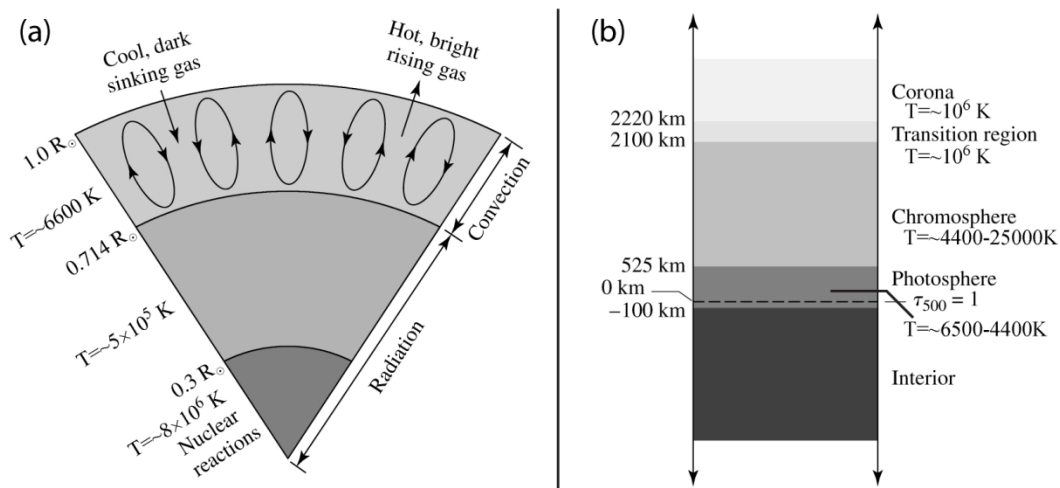 (a)
Cool, dark
sinking gas
Hot, bright
rising gas
1.0 R☉
T=~6600 K
0.714 R☉
T=~5×10⁵ K
0.3 R☉
T=~8×10⁶ K
Nuclear
reactions
Convection
Radiation
(b)
Corona
T=~10⁶ K
2220 km
Transition region
2100 km
T=~10⁶ K
Chromosphere
T=~4400-25000K
525 km
Photosphere
0 km
τ₅₀₀ = 1
−100 km
T=~6500-4400K
Interior